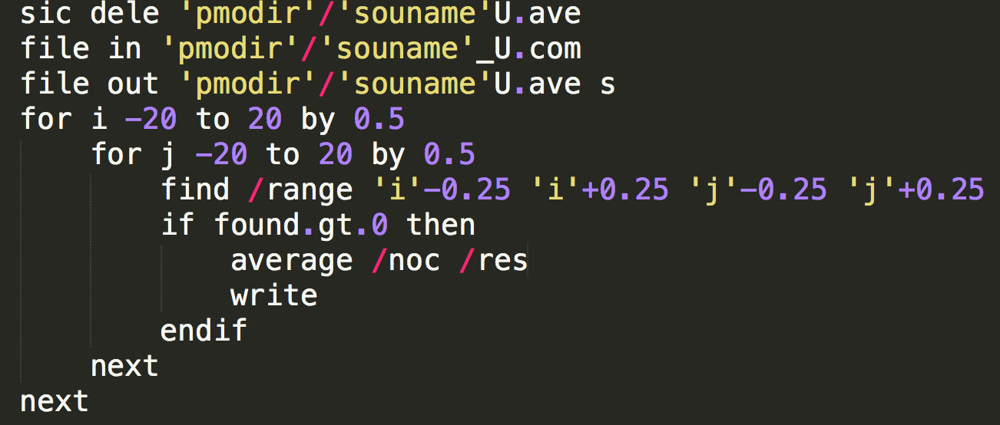 sic dele 'pmodir'/'souname'U.ave
file in 'pmodir'/'souname'_U.com
file out 'pmodir'/'souname'U.ave s
for i -20 to 20 by 0.5
    for j -20 to 20 by 0.5
        find /range 'i'-0.25 'i'+0.25 'j'-0.25 'j'+0.25
        if found.gt.0 then
            average /noc /res
            write
        endif
    next
next